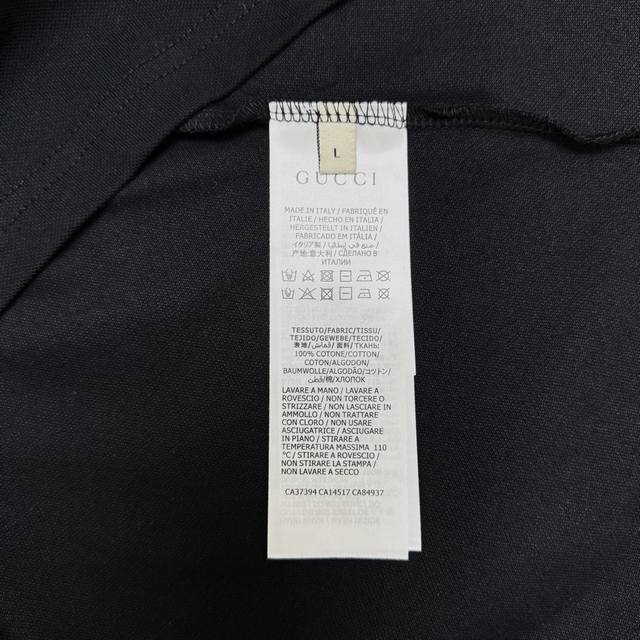 L
GUCCI
MADE IN ITALY / FABRIQUÉ EN
ITALIE / HECHO EN ITALIA /
HERGESTELLT IN ITALIEN /
FABRICADO EM ITÁLIA /
イタリア製 / صنع في إيطاليا /
产地:意大利 / СДЕЛАНО В
ИТАЛИИ
TESSUTO/FABRIC/TISSU/
TEJIDO/GEWEBE/TECIDO/
表地/قماش/面料/ТКАНЬ:
100% COTONE/COTTON/
COTON/ALGODON/
BAUMWOLLE/ALGODÃO/コットン/
قطن/棉/ХЛОПОК
LAVARE A MANO / LAVARE A
ROVESCIO / NON TORCERE O
STRIZZARE / NON LASCIARE IN
AMMOLLO / NON TRATTARE
CON CLORO / NON USARE
ASCIUGATRICE / ASCIUGARE
IN PIANO / STIRARE A
TEMPERATURA MASSIMA 110
°C / STIRARE A ROVESCIO /
NON STIRARE LA STAMPA /
NON LAVARE A SECCO
CA37394 CA14517 CA84937